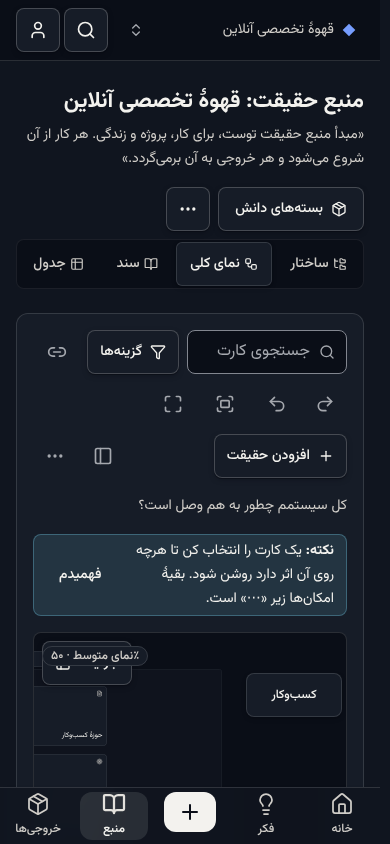 قهوهٔ تخصصی آنلاین
منبع حقیقت: قهوهٔ تخصصی آنلاین
«مبدأ منبع حقیقت توست، برای کار، پروژه و زندگی. هر کار از آن
شروع می‌شود و هر خروجی به آن برمی‌گردد.»
بسته‌های دانش
ساختار
نمای کلی
سند
جدول
جستجوی کارت
گزینه‌ها
افزودن حقیقت
کل سیستمم چطور به هم وصل است؟
نکته: یک کارت را انتخاب کن تا هرچه
روی آن اثر دارد روشن شود. بقیهٔ
امکان‌ها زیر «⋯» است.
فهمیدم
نمای متوسط · ۵۰٪
کسب‌وکار
حوزهٔ کسب‌وکار
خانه
فکر
منبع
خروجی‌ها